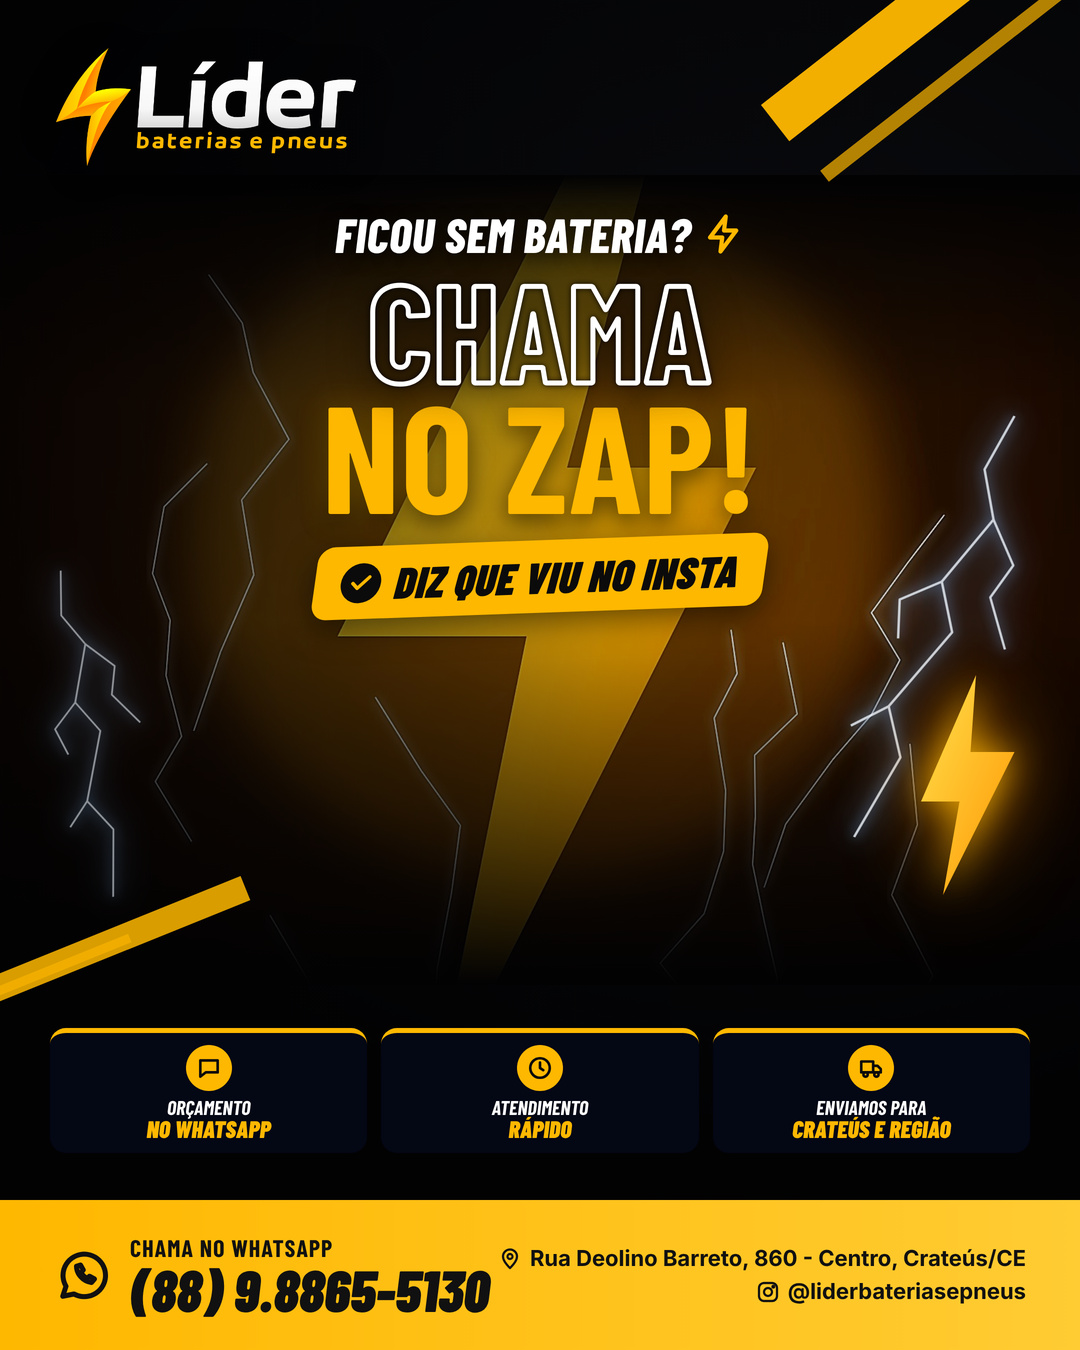 Líder
baterias e pneus
FICOU SEM BATERIA?
CHAMA
NO ZAP!
DIZ QUE VIU NO INSTA
ORÇAMENTO
NO WHATSAPP
ATENDIMENTO
RÁPIDO
ENVIAMOS PARA
CRATEÚS E REGIÃO
CHAMA NO WHATSAPP
(88) 9.8865-5130
Rua Deolino Barreto, 860 - Centro, Crateús/CE
@liderbateriasepneus